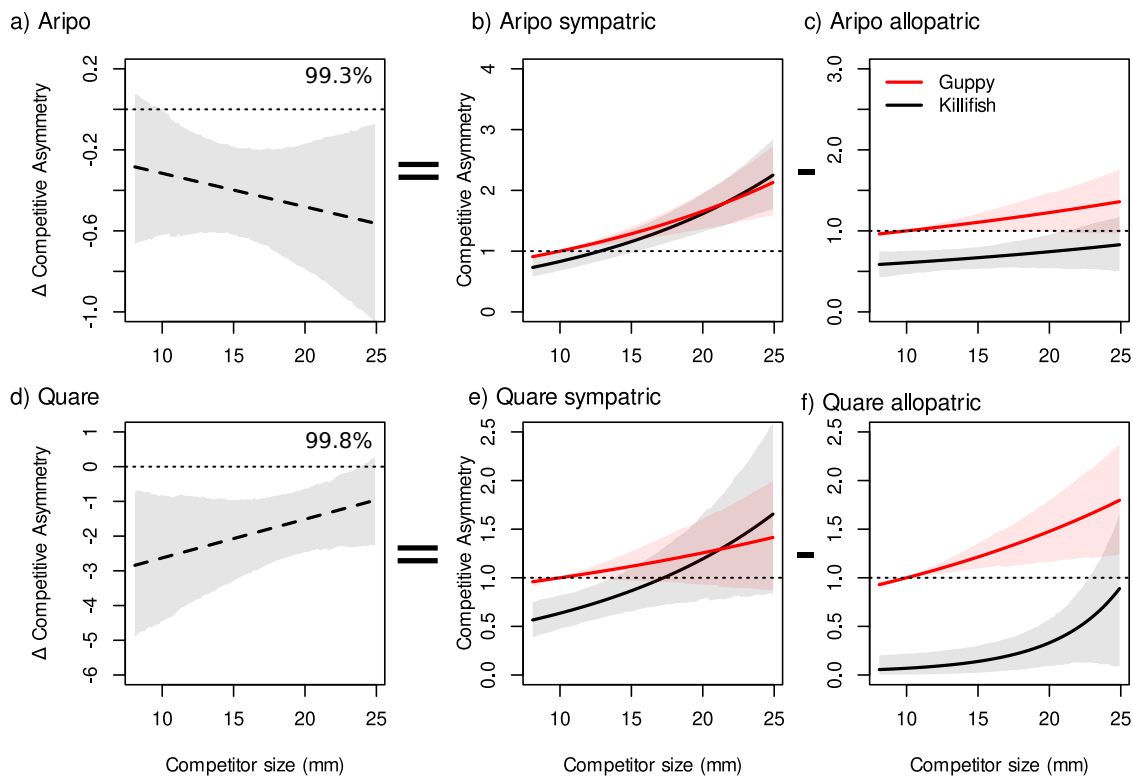 a) Aripo
b) Aripo sympatric
c) Aripo allopatric
Δ Competitive Asymmetry
0.2
-0.2
-0.6
-1.0
99.3%
10 15 20 25
=
Competitive Asymmetry
4
3
2
1
0
10 15 20 25
-
3.0
2.0
1.0
0.0
Guppy
Killifish
10 15 20 25
d) Quare
e) Quare sympatric
f) Quare allopatric
Δ Competitive Asymmetry
1
0
-1
-2
-3
-4
-5
-6
99.8%
10 15 20 25
Competitor size (mm)
=
Competitive Asymmetry
2.5
2.0
1.5
1.0
0.5
0.0
10 15 20 25
Competitor size (mm)
-
2.5
2.0
1.5
1.0
0.5
0.0
10 15 20 25
Competitor size (mm)